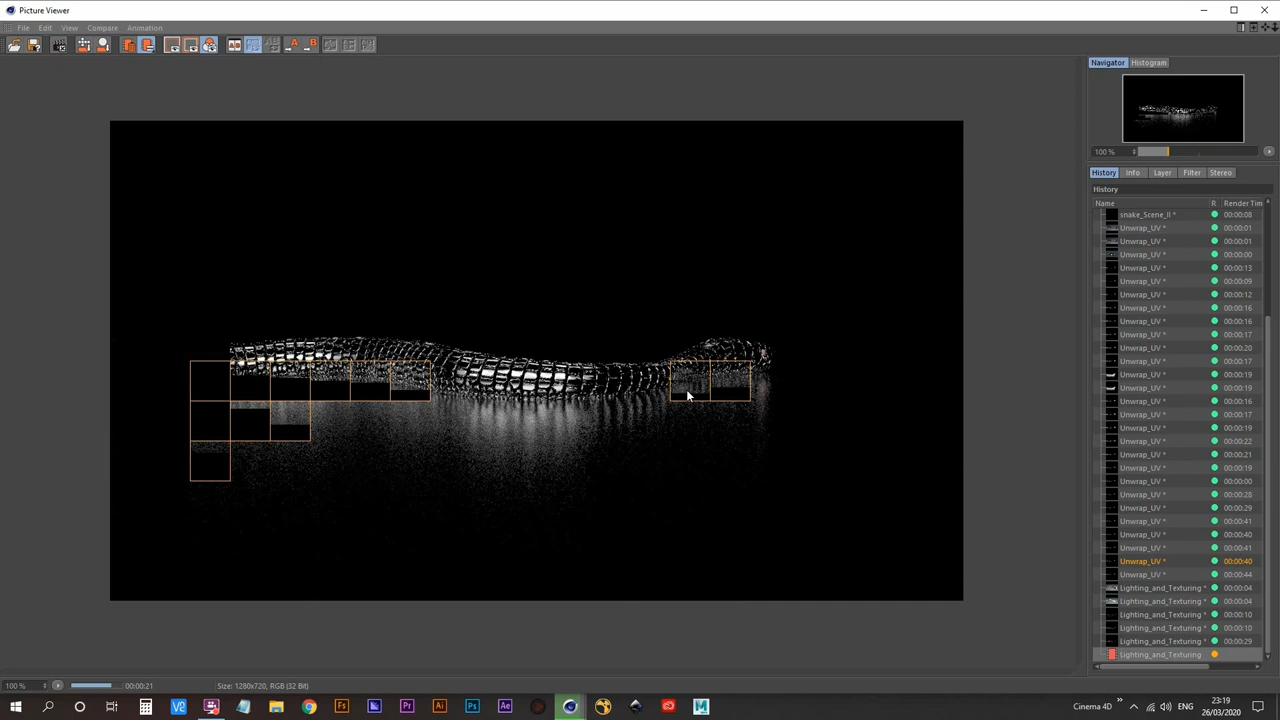 Picture Viewer
File Edit View Compare Animation
Navigator Histogram
100 %
History Info Layer Filter Stereo
History
Name R Render Tim
snake_Scene_II * 00:00:08
Unwrap_UV * 00:00:01
Unwrap_UV * 00:00:01
Unwrap_UV * 00:00:00
Unwrap_UV * 00:00:13
Unwrap_UV * 00:00:09
Unwrap_UV * 00:00:12
Unwrap_UV * 00:00:16
Unwrap_UV * 00:00:16
Unwrap_UV * 00:00:17
Unwrap_UV * 00:00:20
Unwrap_UV * 00:00:17
Unwrap_UV * 00:00:19
Unwrap_UV * 00:00:19
Unwrap_UV * 00:00:16
Unwrap_UV * 00:00:17
Unwrap_UV * 00:00:19
Unwrap_UV * 00:00:22
Unwrap_UV * 00:00:21
Unwrap_UV * 00:00:19
Unwrap_UV * 00:00:00
Unwrap_UV * 00:00:28
Unwrap_UV * 00:00:29
Unwrap_UV * 00:00:41
Unwrap_UV * 00:00:40
Unwrap_UV * 00:00:41
Unwrap_UV * 00:00:40
Unwrap_UV * 00:00:44
Lighting_and_Texturing * 00:00:04
Lighting_and_Texturing * 00:00:04
Lighting_and_Texturing * 00:00:10
Lighting_and_Texturing * 00:00:10
Lighting_and_Texturing * 00:00:29
Lighting_and_Texturing
100 % 00:00:21 Size: 1280x720, RGB (32 Bit)
Fs Pr Ai Ps Ae
Cinema 4D ENG
23:19
26/03/2020